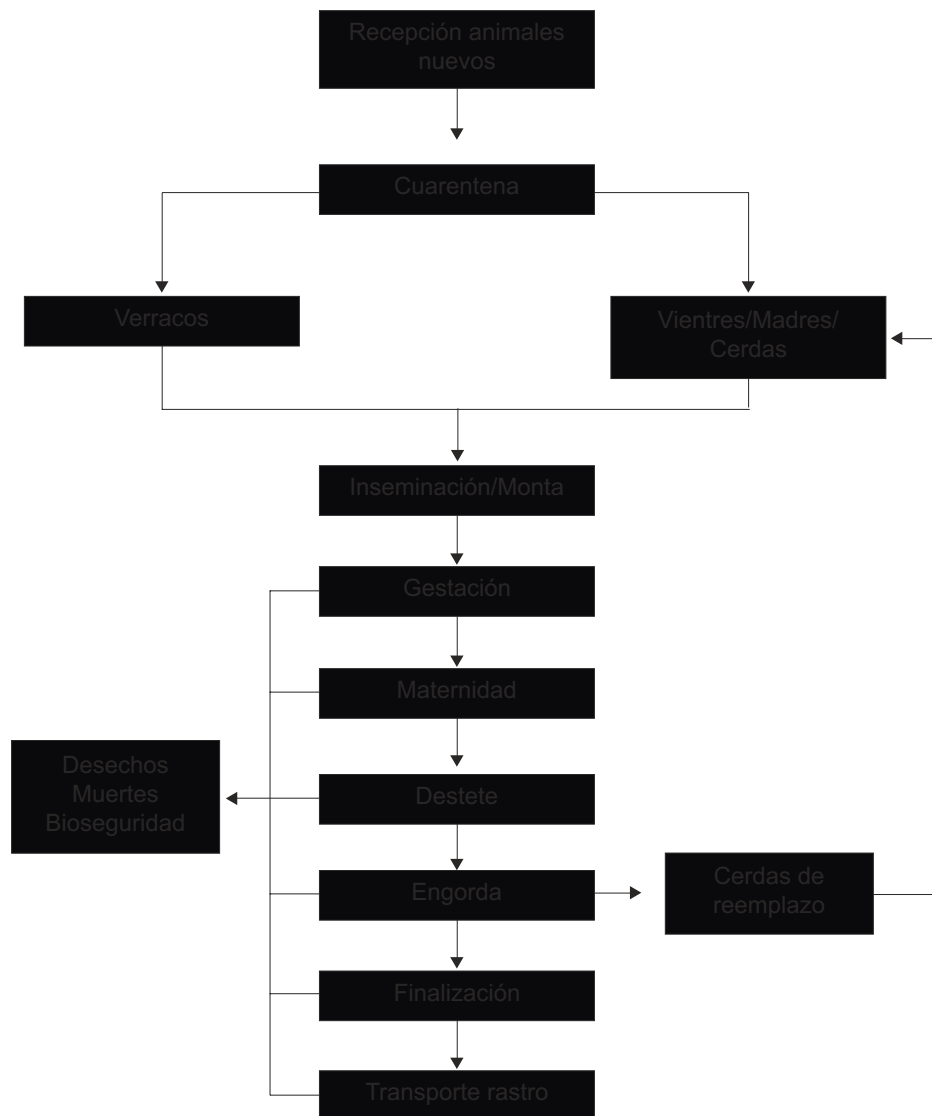 Recepción animales
nuevos
Cuarentena
Verracos
Vientres/Madres/
Cerdas
Inseminación/Monta
Gestación
Maternidad
Desechos
Muertes
Bioseguridad
Destete
Engorda
Cerdas de
reemplazo
Finalización
Transporte rastro